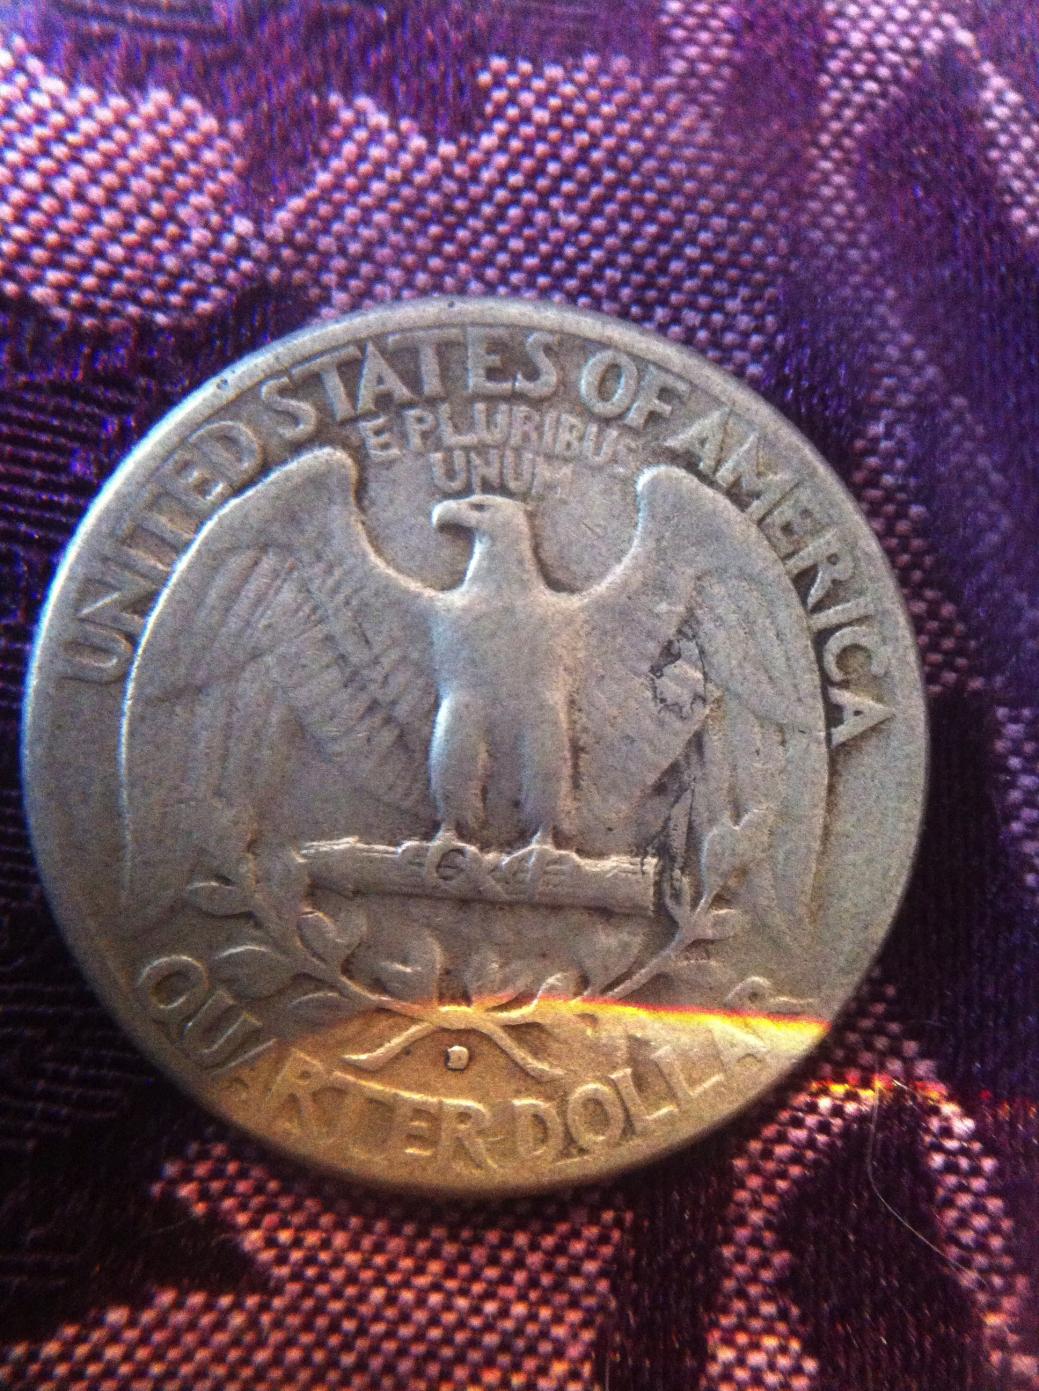 UNITED STATES OF AMERICA
E PLURIBUS
UNUM
D
QUARTER DOLLAR